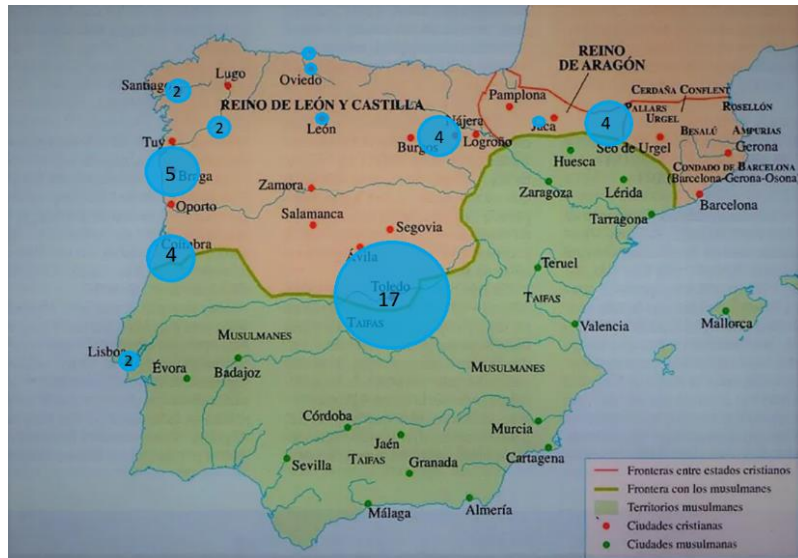 REINO
DE ARAGÓN
CERDAÑA CONFLENT
Lugo
Oviedo
Pamplona
Santiago
2
PALLARS
ROSELLÓN
REINO DE LEÓN Y CASTILLA
Nájera
Jaca
4
URGEL
2
León
4
BESALÚ
AMPURIAS
Tuy
Burgos
Logroño
Seo de Urgel
Gerona
Huesca
CONDADO DE BARCELONA
(Barcelona-Gerona-Osona)
5
Braga
Zamora
Zaragoza
Lérida
Oporto
Barcelona
Salamanca
Segovia
Tarragona
Coimbra
4
Ávila
Toledo
17
Teruel
TAIFAS
TAIFAS
Mallorca
MUSULMANES
Valencia
Lisboa
2
Évora
Badajoz
MUSULMANES
Córdoba
Murcia
Jaén
Cartagena
Sevilla
TAIFAS
Granada
Málaga
Almería
Fronteras entre estados cristianos
Frontera con los musulmanes
Territorios musulmanes
Ciudades cristianas
Ciudades musulmanas